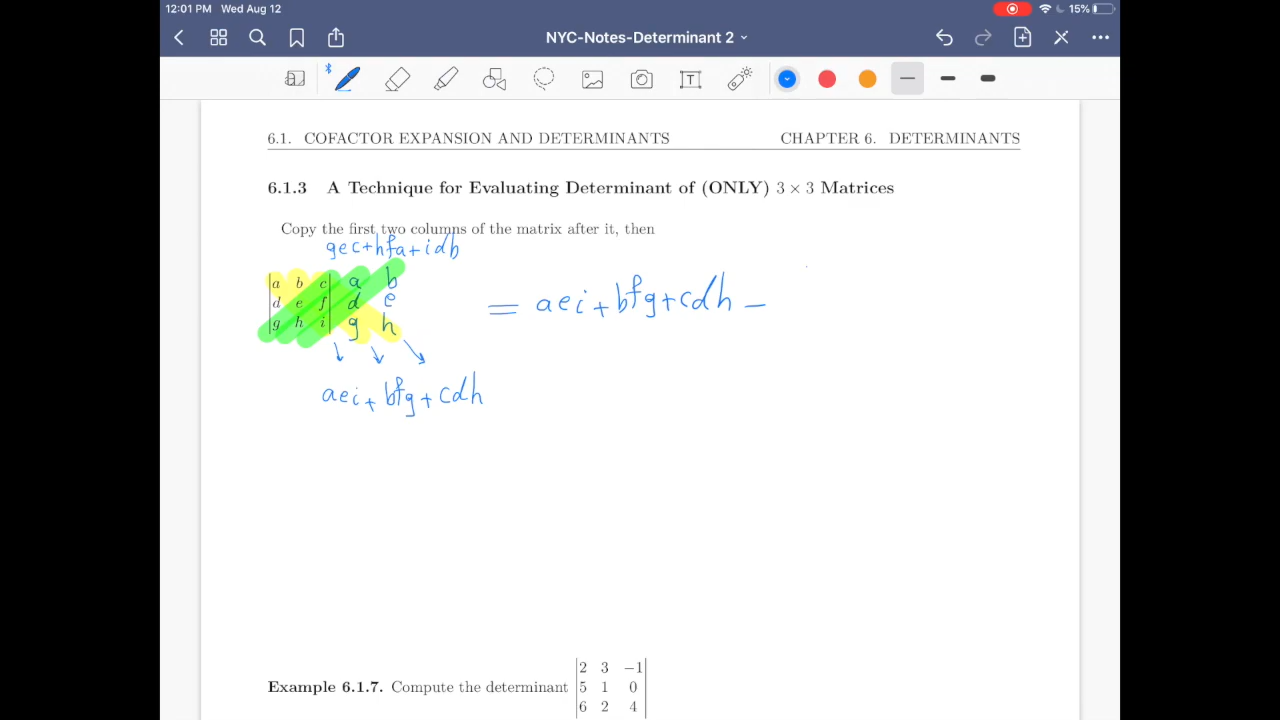 12:01 PM Wed Aug 12
15%
NYC-Notes-Determinant 2
T
6.1. COFACTOR EXPANSION AND DETERMINANTS CHAPTER 6. DETERMINANTS
6.1.3 A Technique for Evaluating Determinant of (ONLY) 3 × 3 Matrices
Copy the first two columns of the matrix after it, then
gec+hfa+idb
a b c a b
d e f d e
g h i g h
= aei+bfg+cdh −
aei+bfg+cdh
Example 6.1.7. Compute the determinant
2 3 −1
5 1 0
6 2 4